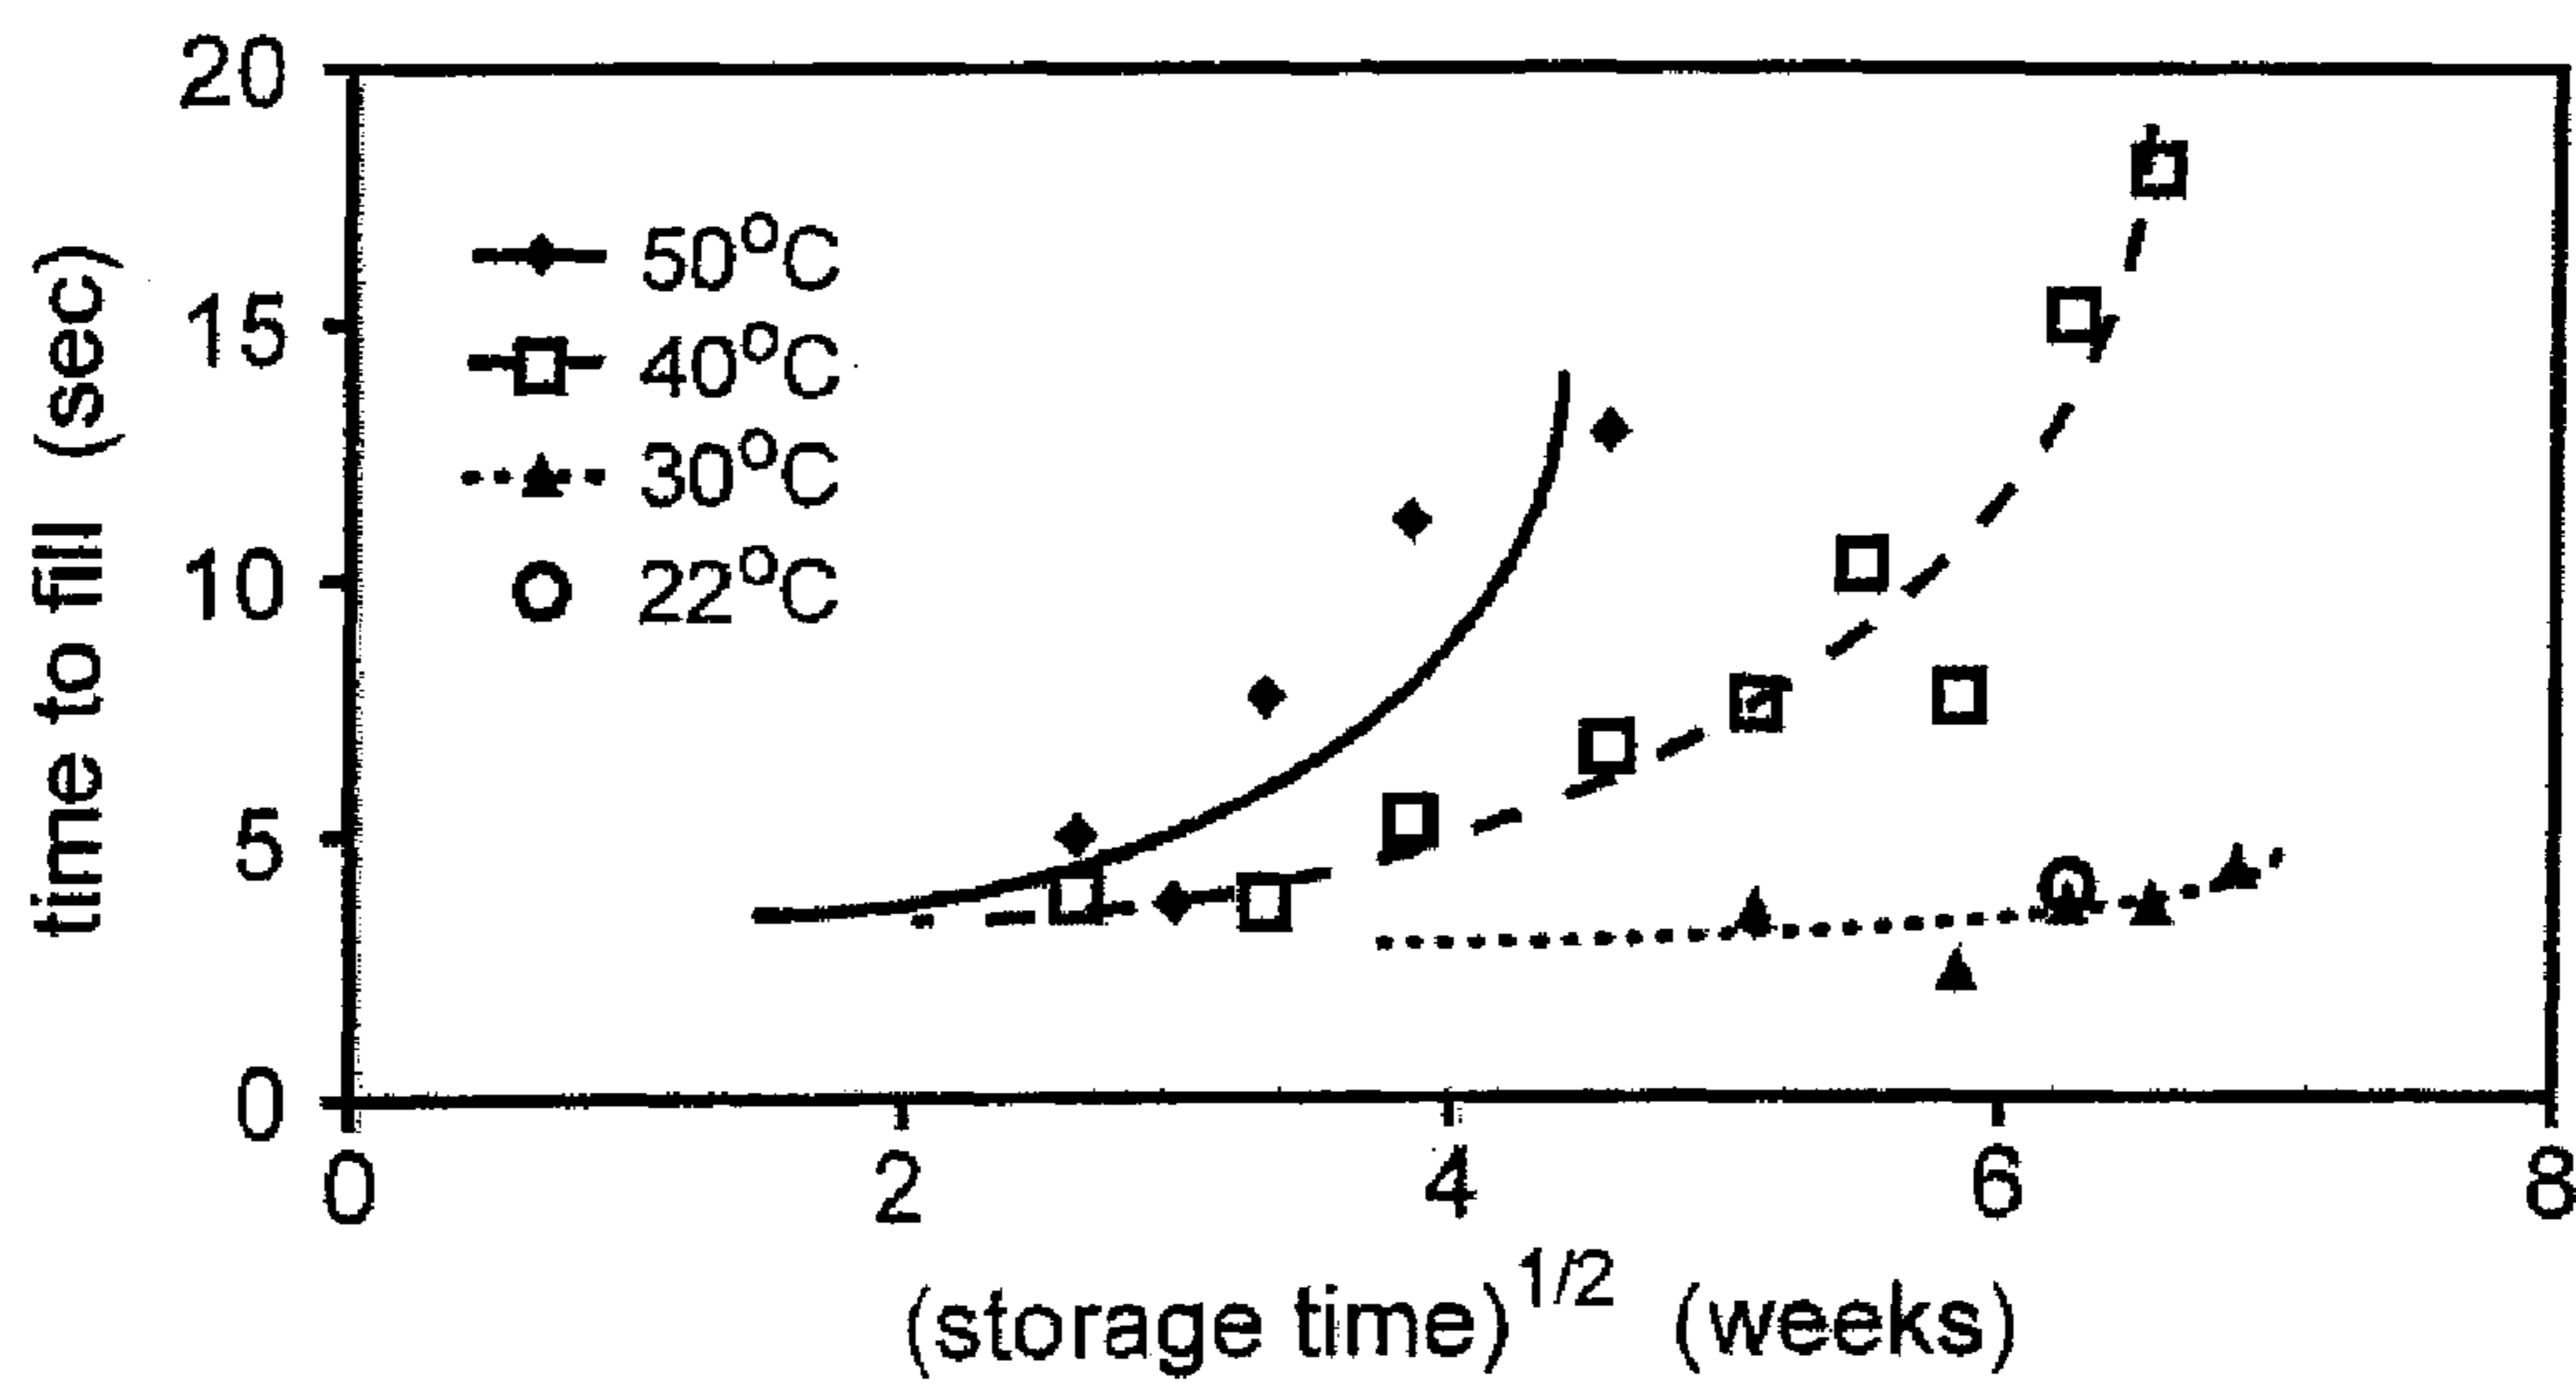 time to fill (sec)
20
15
10
5
0
50°C
40°C
30°C
22°C
0 2 4 6 8
(storage time)^1/2 (weeks)